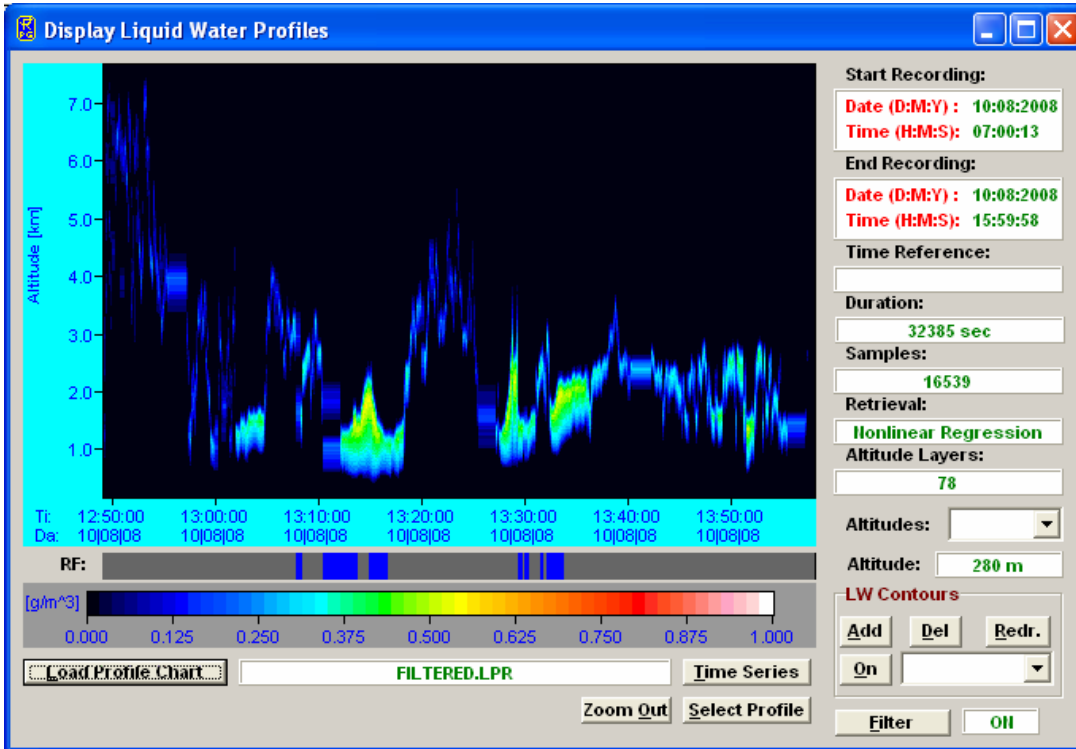 Display Liquid Water Profiles
Altitude [km]
7.0
6.0
5.0
4.0
3.0
2.0
1.0
Ti: 12:50:00 13:00:00 13:10:00 13:20:00 13:30:00 13:40:00 13:50:00
Da: 10|08|08 10|08|08 10|08|08 10|08|08 10|08|08 10|08|08 10|08|08
RF:
[g/m^3]
0.000 0.125 0.250 0.375 0.500 0.625 0.750 0.875 1.000
Load Profile Chart FILTERED.LPR Time Series
Zoom Out Select Profile
Start Recording:
Date (D:M:Y) : 10:08:2008
Time (H:M:S): 07:00:13
End Recording:
Date (D:M:Y) : 10:08:2008
Time (H:M:S): 15:59:58
Time Reference:
Duration:
32385 sec
Samples:
16539
Retrieval:
Nonlinear Regression
Altitude Layers:
78
Altitudes:
Altitude: 280 m
LW Contours
Add Del Redr.
On
Filter ON